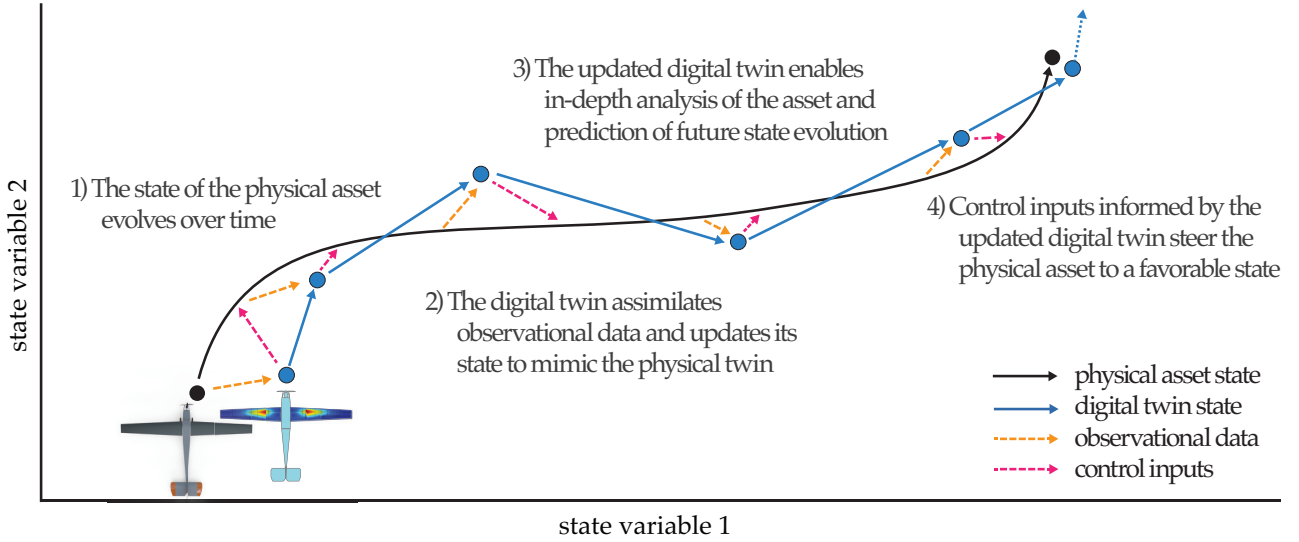 3) The updated digital twin enables
in-depth analysis of the asset and
prediction of future state evolution
1) The state of the physical asset
evolves over time
4) Control inputs informed by the
updated digital twin steer the
physical asset to a favorable state
2) The digital twin assimilates
observational data and updates its
state to mimic the physical twin
physical asset state
digital twin state
observational data
control inputs
state variable 2
state variable 1